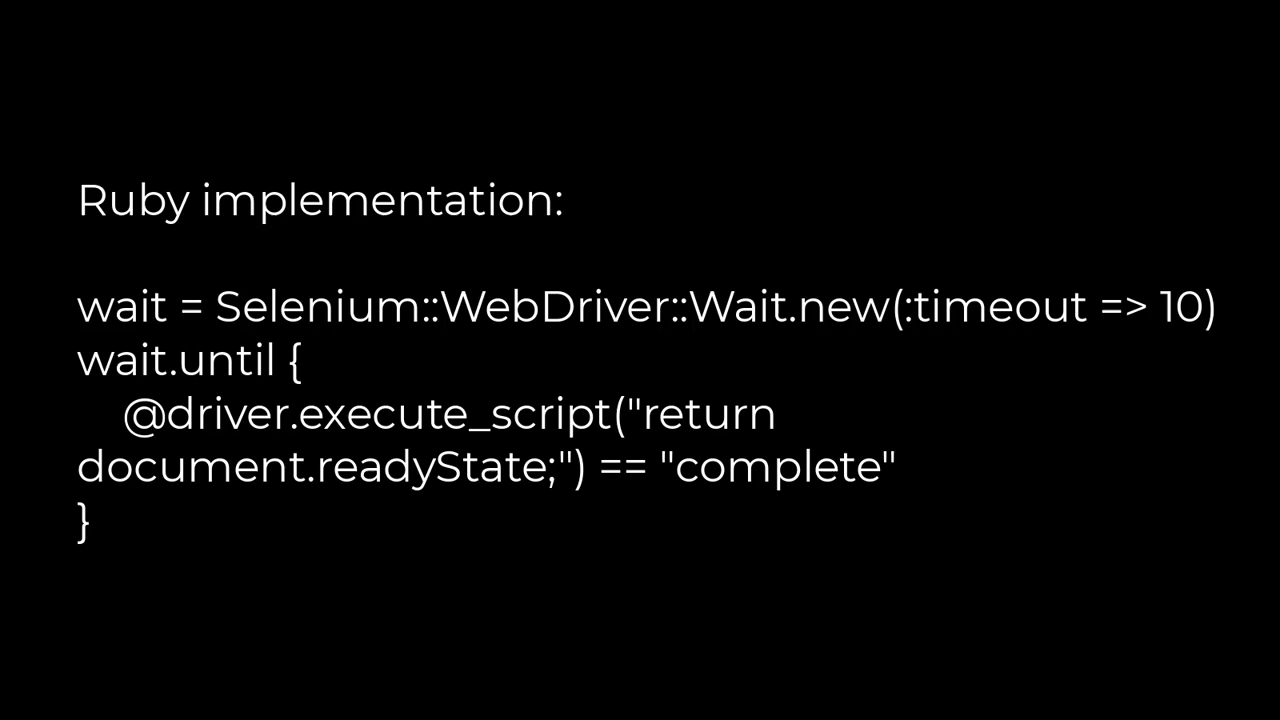 Ruby implementation:
wait = Selenium::WebDriver::Wait.new(:timeout => 10)
wait.until {
    @driver.execute_script("return
document.readyState;") == "complete"
}